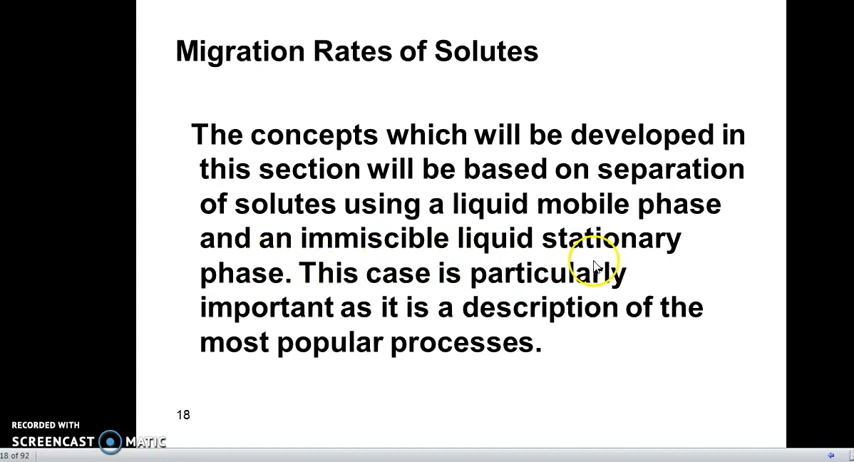 Migration Rates of Solutes
The concepts which will be developed in
this section will be based on separation
of solutes using a liquid mobile phase
and an immiscible liquid stationary
phase. This case is particularly
important as it is a description of the
most popular processes.
18
RECORDED WITH
SCREENCAST MATIC
18 of 92